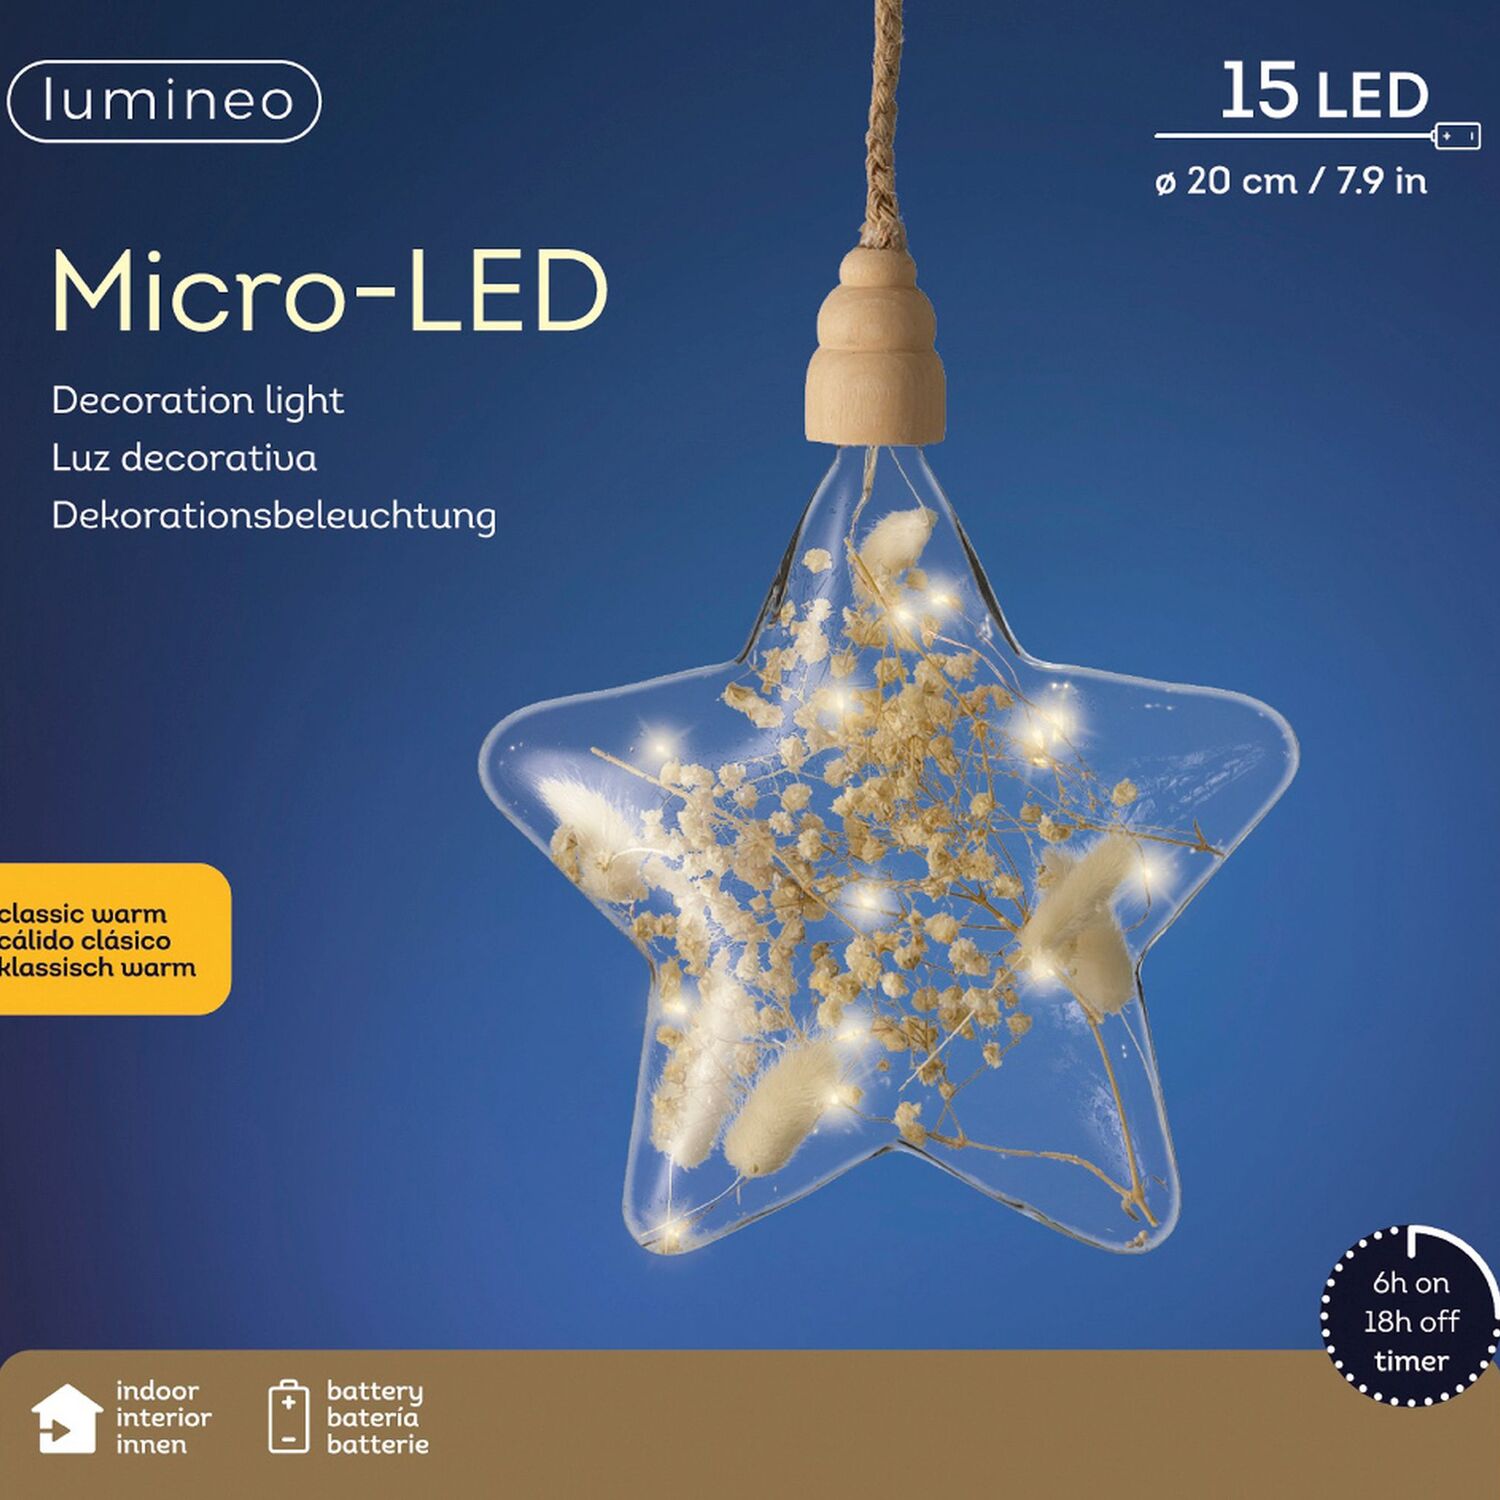 lumineo
15 LED
ø 20 cm / 7.9 in
Micro-LED
Decoration light
Luz decorativa
Dekorationsbeleuchtung
classic warm
cálido clásico
klassisch warm
6h on
18h off
timer
indoor
interior
innen
battery
batería
batterie